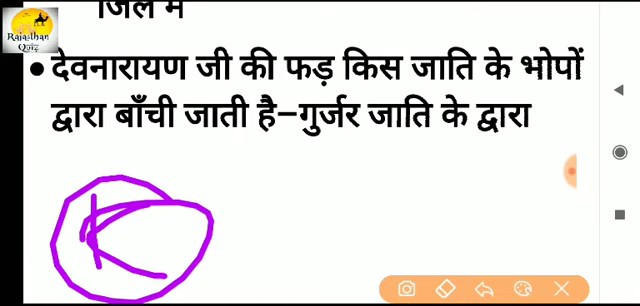 जिले में
Rajasthan
Quiz
• देवनारायण जी की फड़ किस जाति के भोपों
द्वारा बाँची जाती है–गुर्जर जाति के द्वारा
K